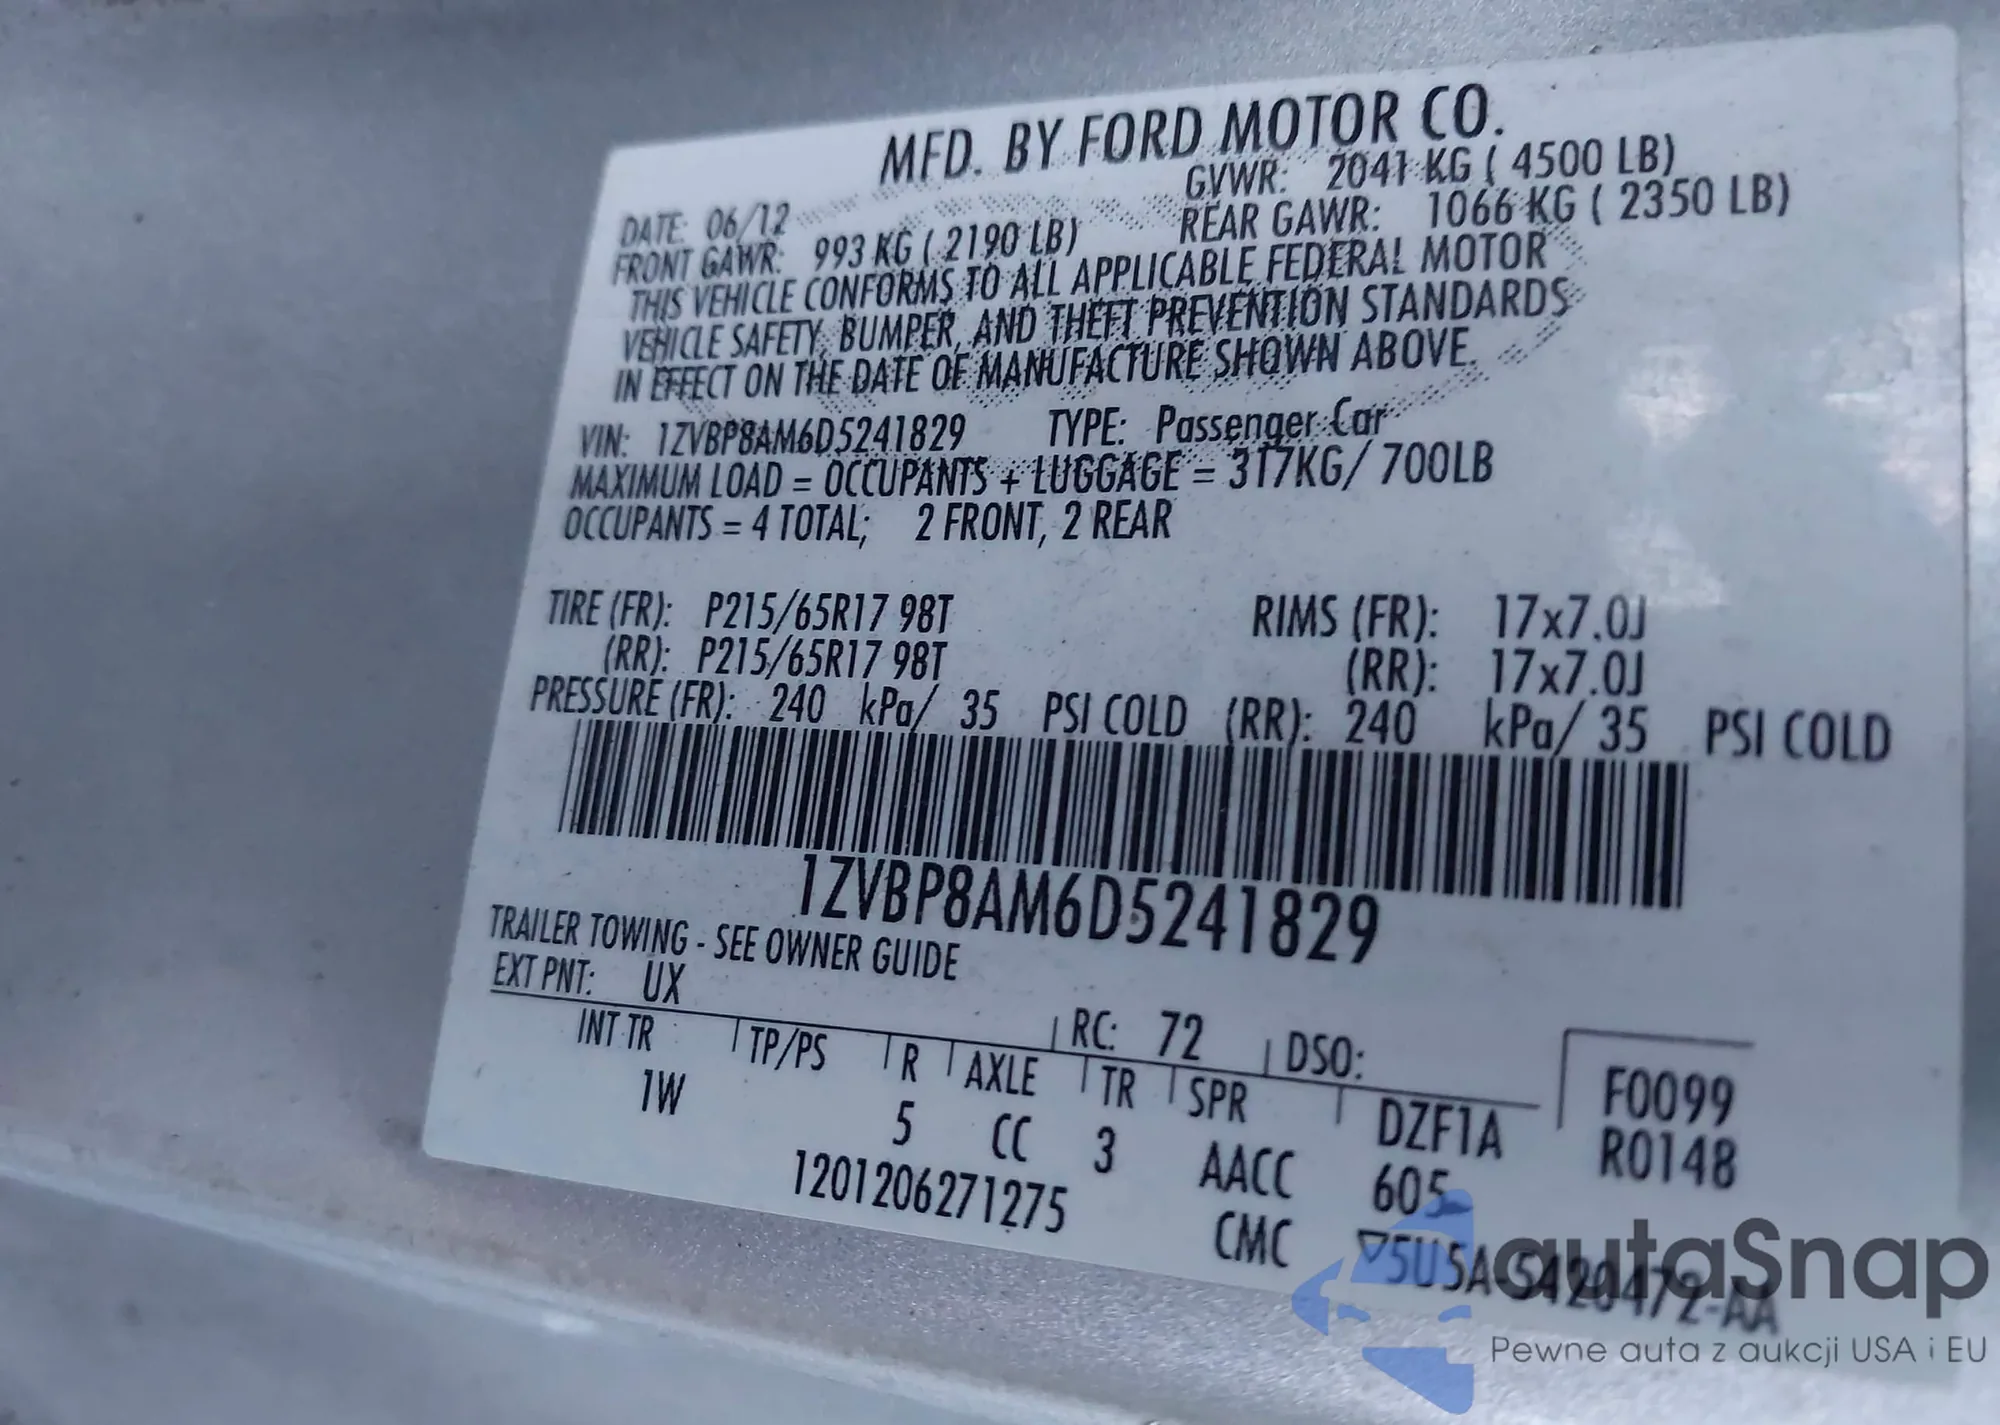 MFD. BY FORD MOTOR CO.
DATE: 06/12 GVWR: 2041 KG ( 4500 LB)
FRONT GAWR: 993 KG ( 2190 LB) REAR GAWR: 1066 KG ( 2350 LB)
THIS VEHICLE CONFORMS TO ALL APPLICABLE FEDERAL MOTOR
VEHICLE SAFETY, BUMPER, AND THEFT PREVENTION STANDARDS
IN EFFECT ON THE DATE OF MANUFACTURE SHOWN ABOVE.
VIN: 1ZVBP8AM6D5241829 TYPE: Passenger Car
MAXIMUM LOAD = OCCUPANTS + LUGGAGE = 317KG/ 700LB
OCCUPANTS = 4 TOTAL; 2 FRONT, 2 REAR
TIRE (FR): P215/65R17 98T RIMS (FR): 17x7.0J
(RR): P215/65R17 98T (RR): 17x7.0J
PRESSURE (FR): 240 kPa/ 35 PSI COLD (RR): 240 kPa/ 35 PSI COLD
1ZVBP8AM6D5241829
TRAILER TOWING - SEE OWNER GUIDE
EXT PNT: UX RC: 72 DSO:
INT TR TP/PS R AXLE TR SPR DZF1A F0099
1W 5 CC 3 AACC 605 R0148
1201206271275 CMC ▽5U5A-5420472-AA
autaSnap
Pewne auta z aukcji USA i EU